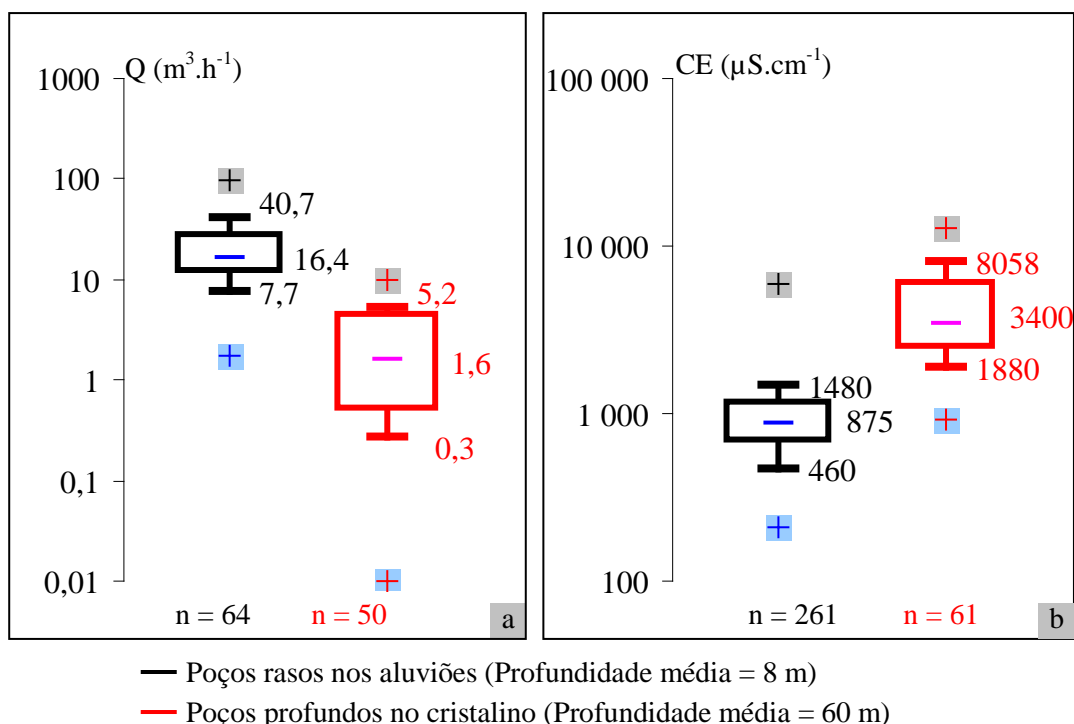 Q (m³.h⁻¹)
1000
100
10
1
0,1
0,01
40,7
16,4
7,7
5,2
1,6
0,3
n = 64
n = 50
a
CE (µS.cm⁻¹)
100 000
10 000
1 000
100
8058
3400
1880
1480
875
460
n = 261
n = 61
b
Poços rasos nos aluviões (Profundidade média = 8 m)
Poços profundos no cristalino (Profundidade média = 60 m)